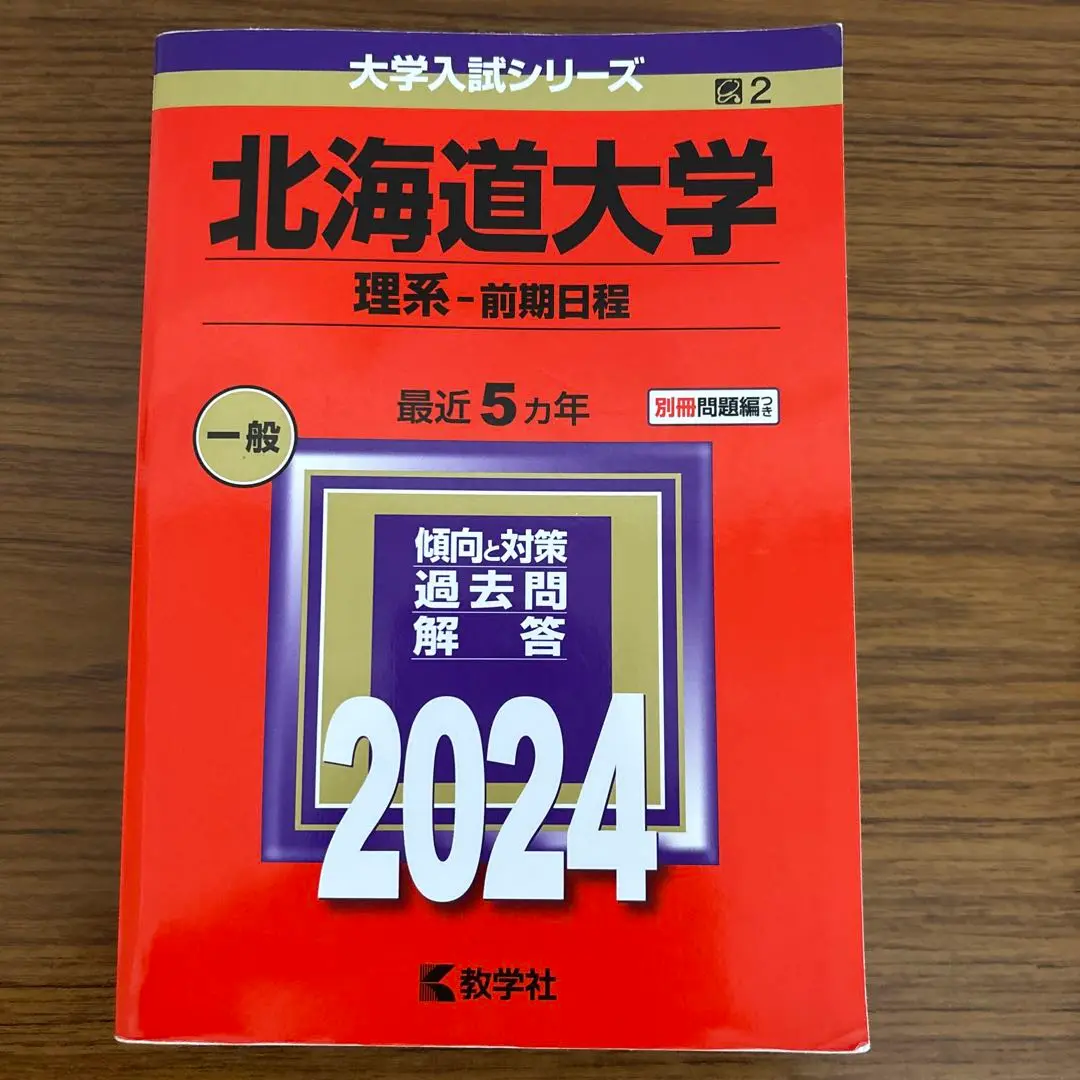 大学入試シリーズ
2
北海道大学
理系-前期日程
最近5カ年
別冊問題編つき
一般
傾向と対策
過去問
解答
2024
教学社